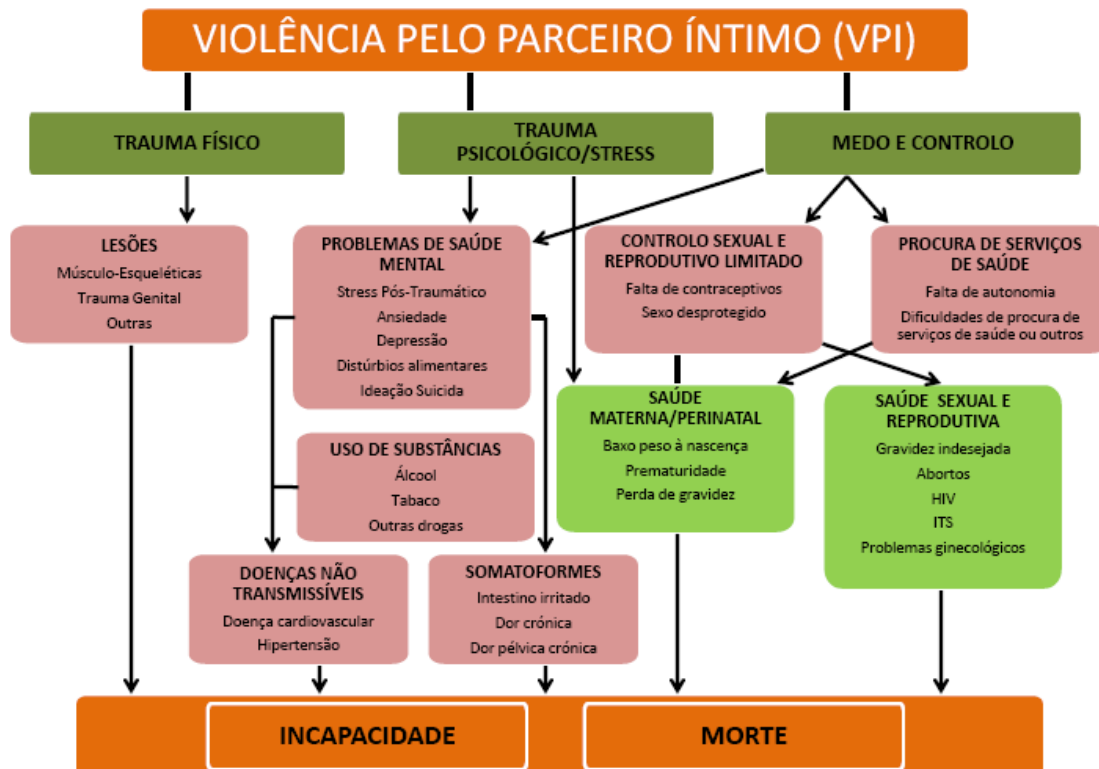 VIOLÊNCIA PELO PARCEIRO ÍNTIMO (VPI)
TRAUMA FÍSICO
TRAUMA
PSICOLÓGICO/STRESS
MEDO E CONTROLO
LESÕES
Músculo-Esqueléticas
Trauma Genital
Outras
PROBLEMAS DE SAÚDE
MENTAL
Stress Pós-Traumático
Ansiedade
Depressão
Distúrbios alimentares
Ideação Suicida
CONTROLO SEXUAL E
REPRODUTIVO LIMITADO
Falta de contraceptivos
Sexo desprotegido
PROCURA DE SERVIÇOS
DE SAÚDE
Falta de autonomia
Dificuldades de procura de
serviços de saúde ou outros
USO DE SUBSTÂNCIAS
Álcool
Tabaco
Outras drogas
SAÚDE
MATERNA/PERINATAL
Baxo peso à nascença
Prematuridade
Perda de gravidez
SAÚDE SEXUAL E
REPRODUTIVA
Gravidez indesejada
Abortos
HIV
ITS
Problemas ginecológicos
DOENÇAS NÃO
TRANSMISSÍVEIS
Doença cardiovascular
Hipertensão
SOMATOFORMES
Intestino irritado
Dor crónica
Dor pélvica crónica
INCAPACIDADE
MORTE